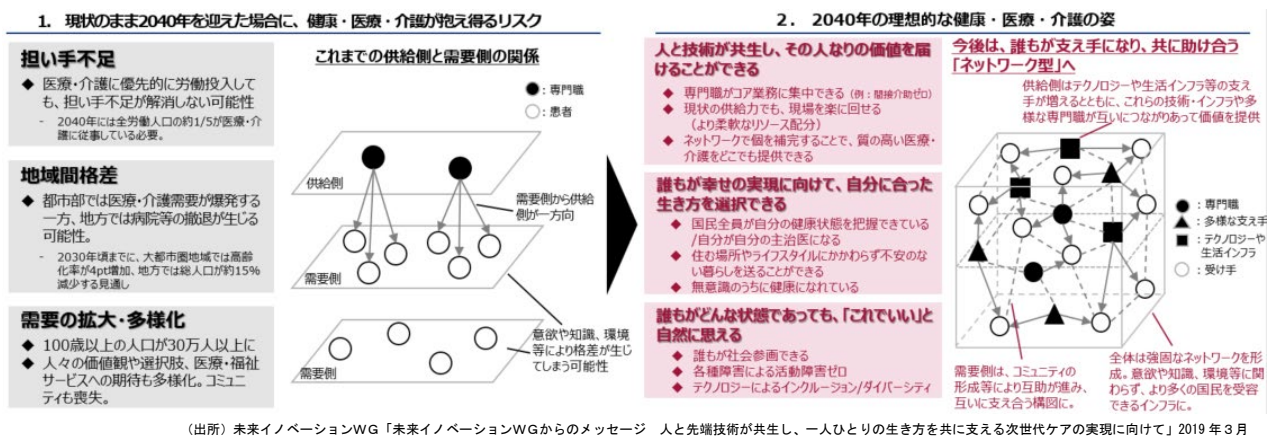 1. 現状のまま2040年を迎えた場合に、健康・医療・介護が抱え得るリスク
担い手不足
◆ 医療・介護に優先的に労働投入して
も、担い手不足が解消しない可能性
- 2040年には全労働人口の約1/5が医療・介
護に従事している必要。
地域間格差
◆ 都市部では医療・介護需要が爆発する
一方、地方では病院等の撤退が生じる
可能性。
- 2030年頃までに、大都市圏地域では高齢
化率が4pt増加、地方では総人口が約15%
減少する見通し
需要の拡大・多様化
◆ 100歳以上の人口が30万人以上に
◆ 人々の価値観や選択肢、医療・福祉
サービスへの期待も多様化。コミュニ
ティも喪失。
これまでの供給側と需要側の関係
●：専門職
○：患者
供給側
需要側から供給
側が一方向
需要側
意欲や知識、環境
等により格差が生じ
てしまう可能性
需要側
2. 2040年の理想的な健康・医療・介護の姿
人と技術が共生し、その人なりの価値を届
けることができる
◆ 専門職がコア業務に集中できる（例：間接介助ゼロ）
◆ 現状の供給力でも、現場を楽に回せる
（より柔軟なリソース配分）
◆ ネットワークで個を補完することで、質の高い医療・
介護をどこでも提供できる
誰もが幸せの実現に向けて、自分に合った
生き方を選択できる
◆ 国民全員が自分の健康状態を把握できている
/自分が自分の主治医になる
◆ 住む場所やライフスタイルにかかわらず不安のな
い暮らしを送ることができる
◆ 無意識のうちに健康になれている
誰もがどんな状態であっても、「これでいい」と
自然に思える
◆ 誰もが社会参画できる
◆ 各種障害による活動障害ゼロ
◆ テクノロジーによるインクルージョン/ダイバーシティ
今後は、誰もが支え手になり、共に助け合う
「ネットワーク型」へ
供給側はテクノロジーや生活インフラ等の支え
手が増えるとともに、これらの技術・インフラや多
様な専門職が互いにつながりあって価値を提供
●：専門職
▲：多様な支え手
■：テクノロジーや
生活インフラ
○：受け手
需要側は、コミュニティの
形成等により互助が進み、
互いに支え合う構図に。
全体は強固なネットワークを形
成。意欲や知識、環境等に関
わらず、より多くの国民を受容
できるインフラに。
（出所）未来イノベーションＷＧ「未来イノベーションＷＧからのメッセージ　人と先端技術が共生し、一人ひとりの生き方を共に支える次世代ケアの実現に向けて」2019年３月